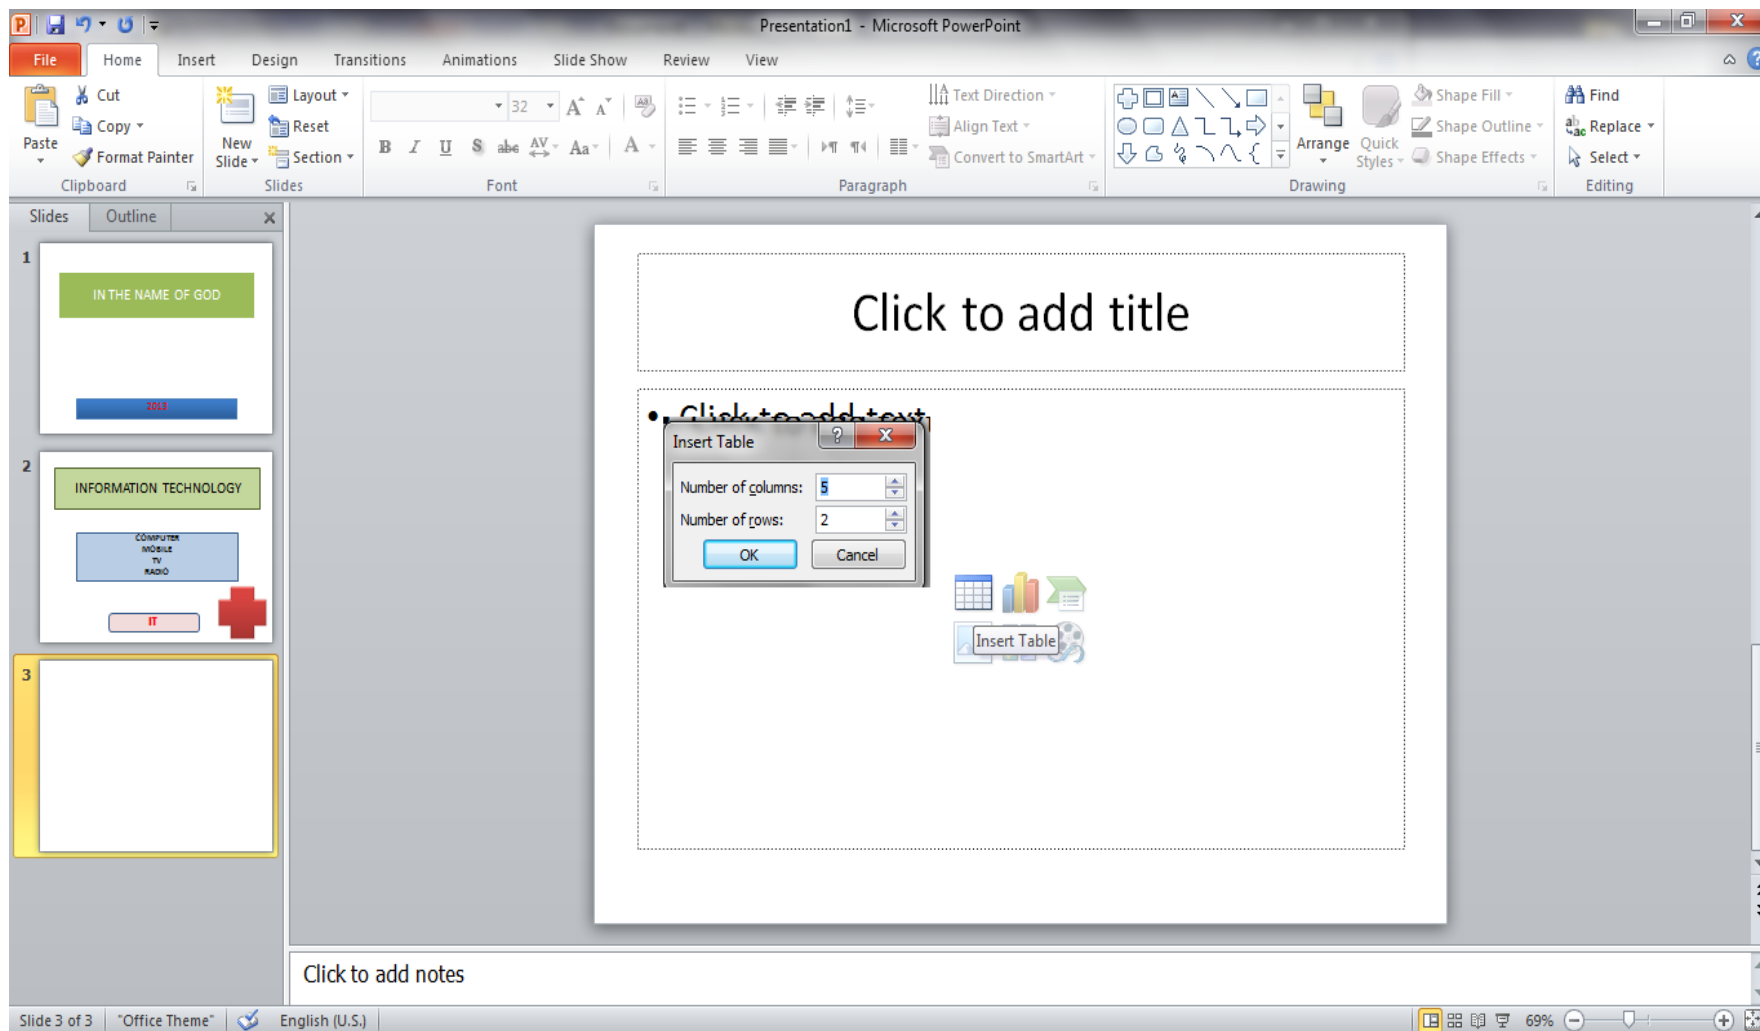 Presentation1 - Microsoft PowerPoint
File Home Insert Design Transitions Animations Slide Show Review View
Paste
Cut
Copy
Format Painter
Clipboard
New
Slide
Layout
Reset
Section
Slides
32
Font
Text Direction
Align Text
Convert to SmartArt
Paragraph
Arrange
Quick
Styles
Shape Fill
Shape Outline
Shape Effects
Drawing
Find
Replace
Select
Editing
Slides Outline
1
IN THE NAME OF GOD
2013
2
INFORMATION TECHNOLOGY
COMPUTER
MOBILE
TV
RADIO
IT
3
Click to add title
• Click to add text
Insert Table
Number of columns: 5
Number of rows: 2
OK Cancel
Insert Table
Click to add notes
Slide 3 of 3 "Office Theme" English (U.S.) 69%